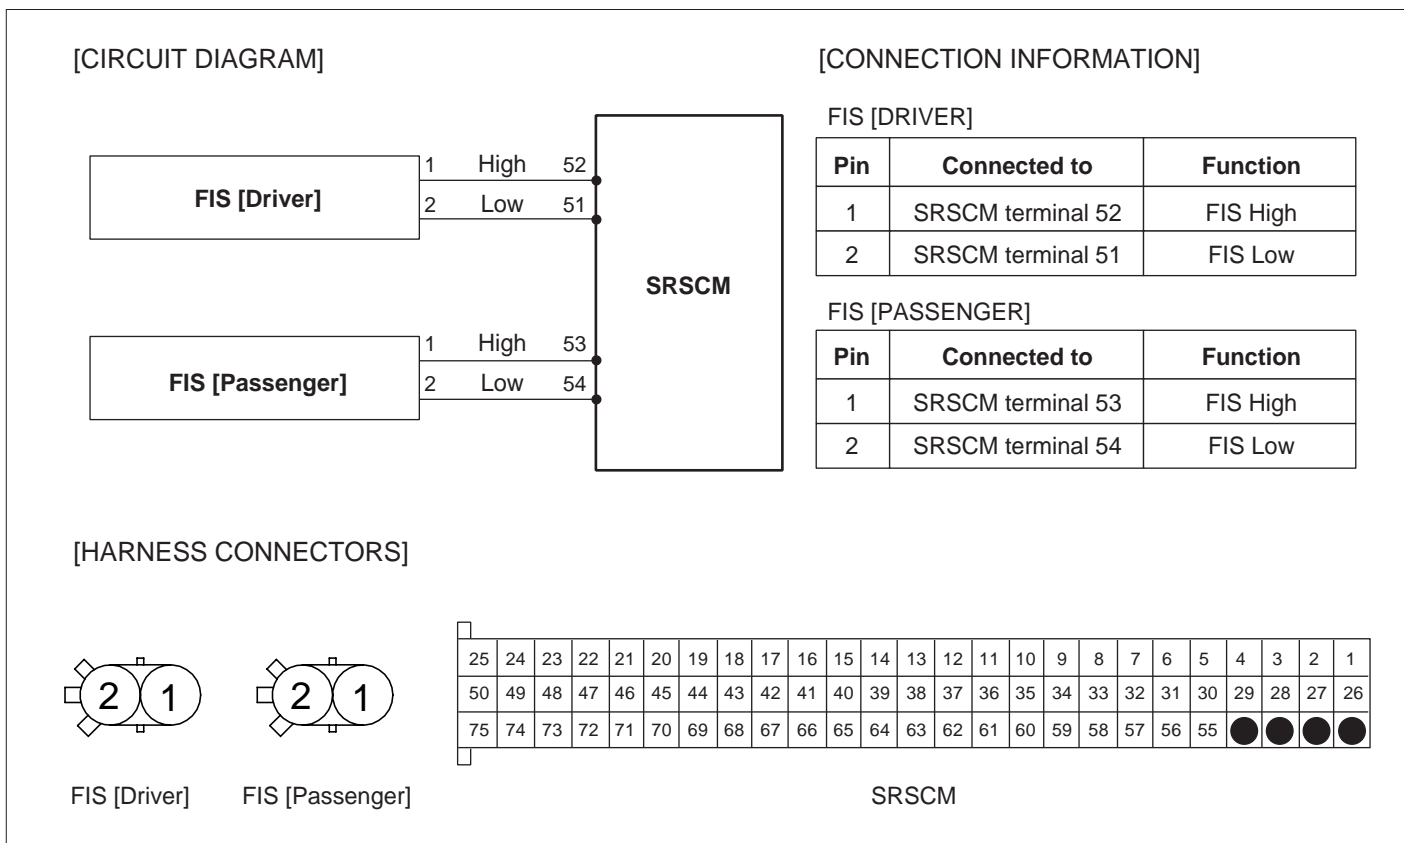 [CIRCUIT DIAGRAM]
FIS [Driver]
1 High 52
2 Low 51
FIS [Passenger]
1 High 53
2 Low 54
SRSCM
[CONNECTION INFORMATION]
FIS [DRIVER]
Pin Connected to Function
1 SRSCM terminal 52 FIS High
2 SRSCM terminal 51 FIS Low
FIS [PASSENGER]
Pin Connected to Function
1 SRSCM terminal 53 FIS High
2 SRSCM terminal 54 FIS Low
[HARNESS CONNECTORS]
2 1
FIS [Driver]
2 1
FIS [Passenger]
25 24 23 22 21 20 19 18 17 16 15 14 13 12 11 10 9 8 7 6 5 4 3 2 1
50 49 48 47 46 45 44 43 42 41 40 39 38 37 36 35 34 33 32 31 30 29 28 27 26
75 74 73 72 71 70 69 68 67 66 65 64 63 62 61 60 59 58 57 56 55
SRSCM